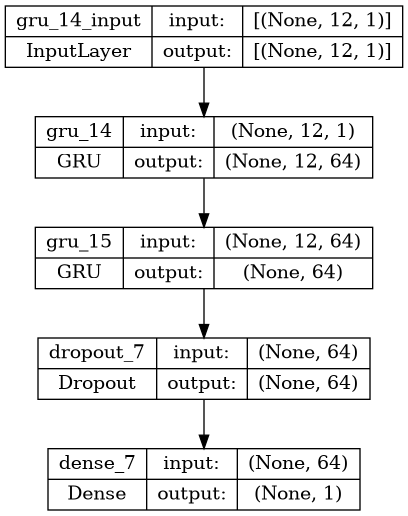 gru_14_input input: [(None, 12, 1)]
InputLayer output: [(None, 12, 1)]
gru_14 input: (None, 12, 1)
GRU output: (None, 12, 64)
gru_15 input: (None, 12, 64)
GRU output: (None, 64)
dropout_7 input: (None, 64)
Dropout output: (None, 64)
dense_7 input: (None, 64)
Dense output: (None, 1)